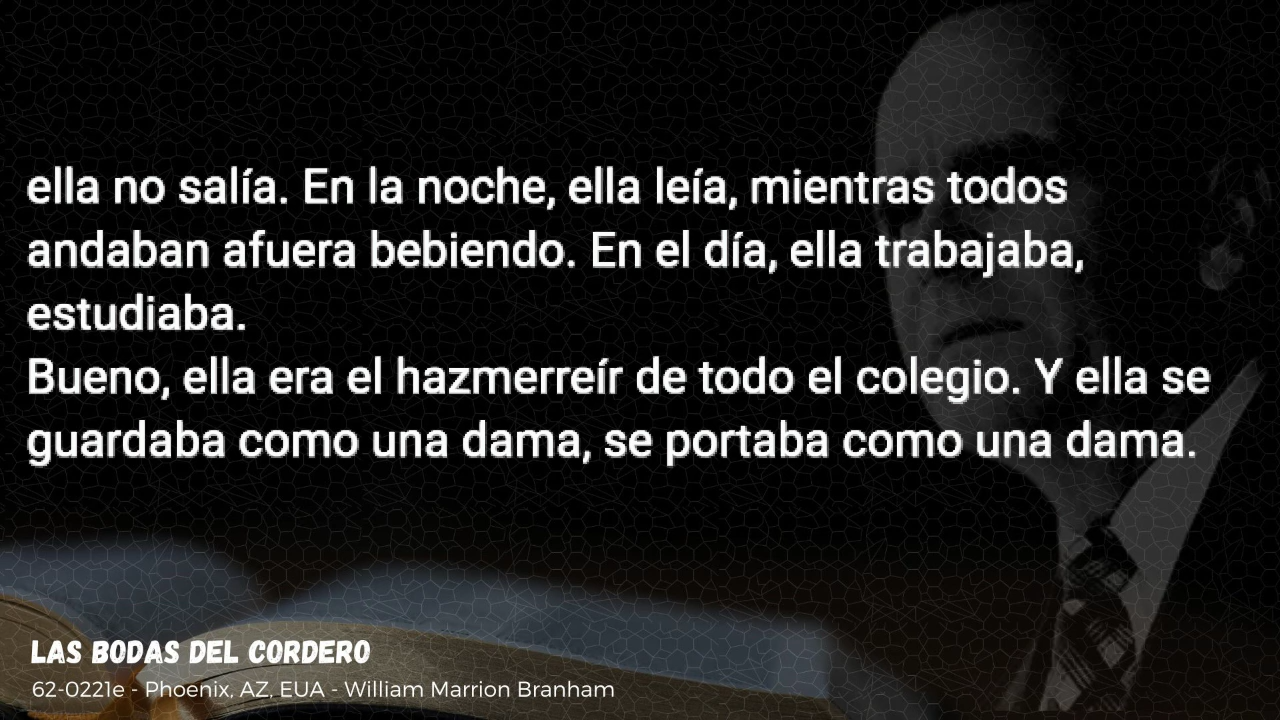 ella no salía. En la noche, ella leía, mientras todos
andaban afuera bebiendo. En el día, ella trabajaba,
estudiaba.
Bueno, ella era el hazmerreír de todo el colegio. Y ella se
guardaba como una dama, se portaba como una dama.
LAS BODAS DEL CORDERO
62-0221e - Phoenix, AZ, EUA - William Marrion Branham